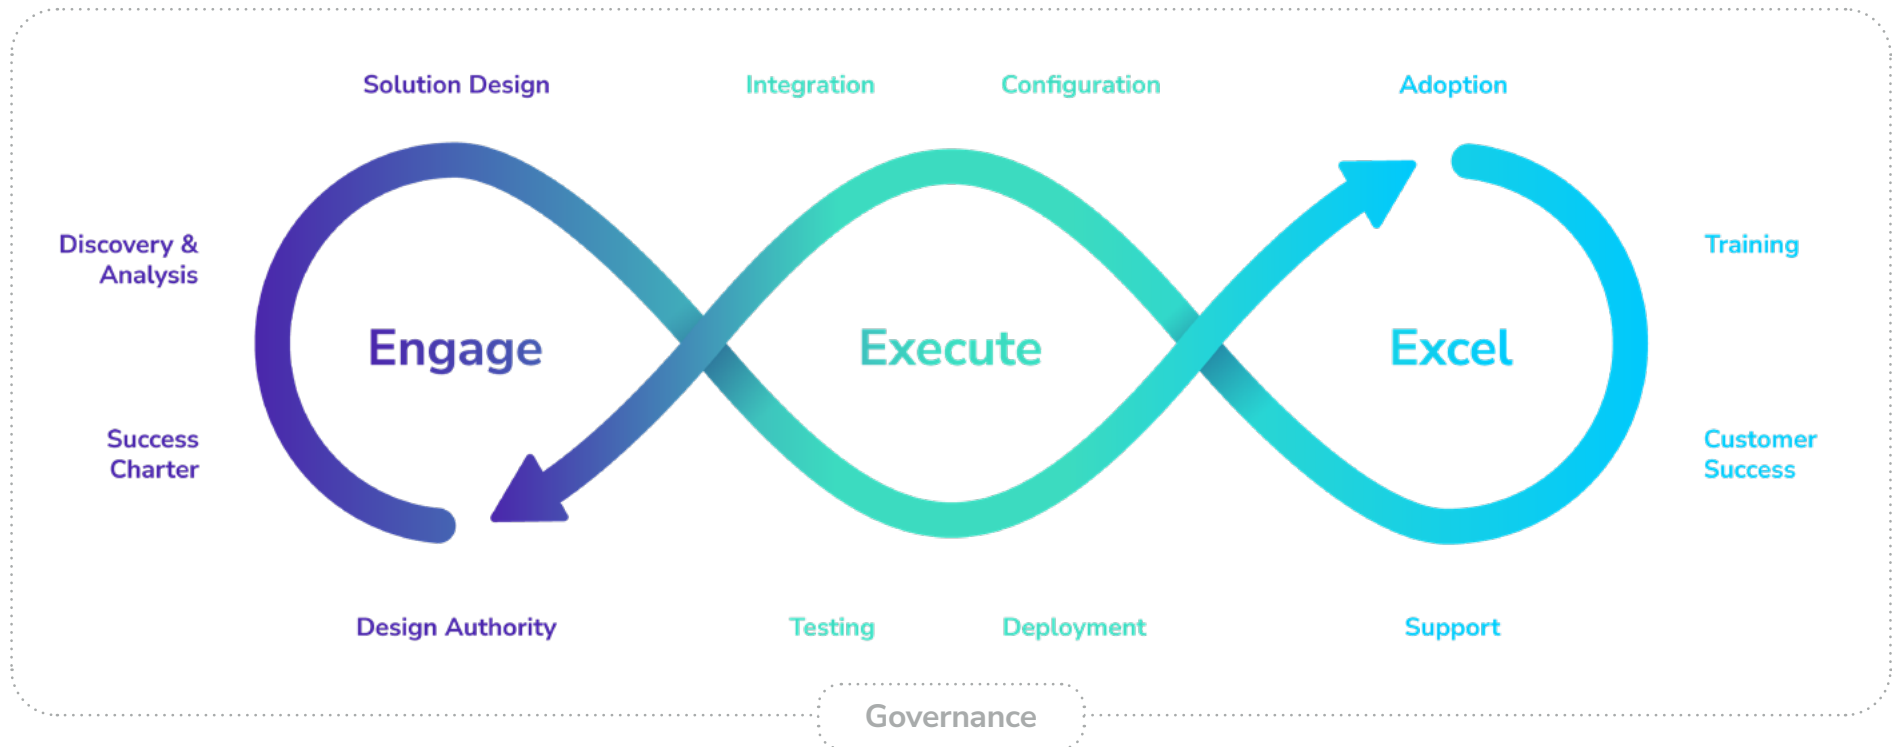 Solution Design
Integration
Configuration
Adoption
Discovery &
Analysis
Training
Engage
Execute
Excel
Success
Charter
Customer
Success
Design Authority
Testing
Deployment
Support
Governance